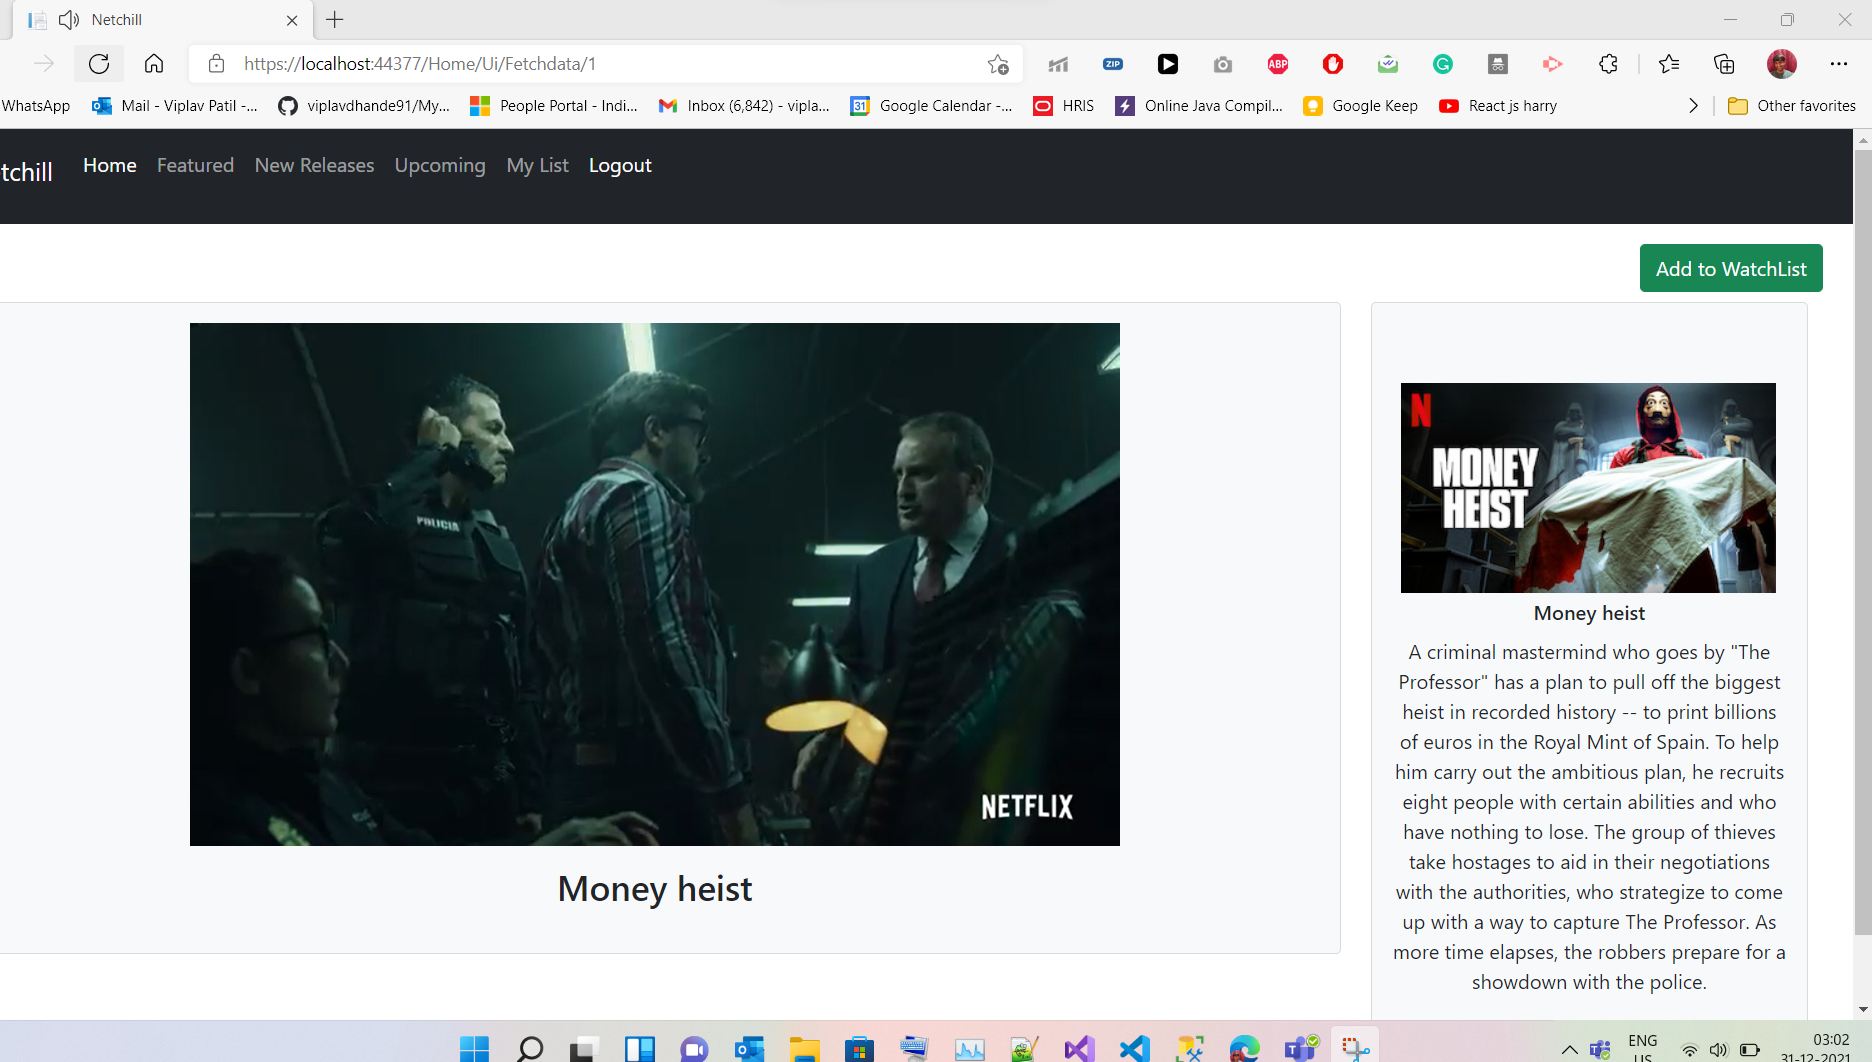 Netchill
https://localhost:44377/Home/Ui/Fetchdata/1
ZIP
ABP
WhatsApp
Mail - Viplav Patil -...
viplavdhande91/My...
People Portal - Indi...
Inbox (6,842) - vipla...
31
Google Calendar -...
HRIS
Online Java Compil...
Google Keep
React js harry
Other favorites
tchill
Home
Featured
New Releases
Upcoming
My List
Logout
Add to WatchList
POLICIA
NETFLIX
Money heist
N
MONEY
HEIST
Money heist
A criminal mastermind who goes by "The
Professor" has a plan to pull off the biggest
heist in recorded history -- to print billions
of euros in the Royal Mint of Spain. To help
him carry out the ambitious plan, he recruits
eight people with certain abilities and who
have nothing to lose. The group of thieves
take hostages to aid in their negotiations
with the authorities, who strategize to come
up with a way to capture The Professor. As
more time elapses, the robbers prepare for a
showdown with the police.
ENG
US
03:02
31-12-2021